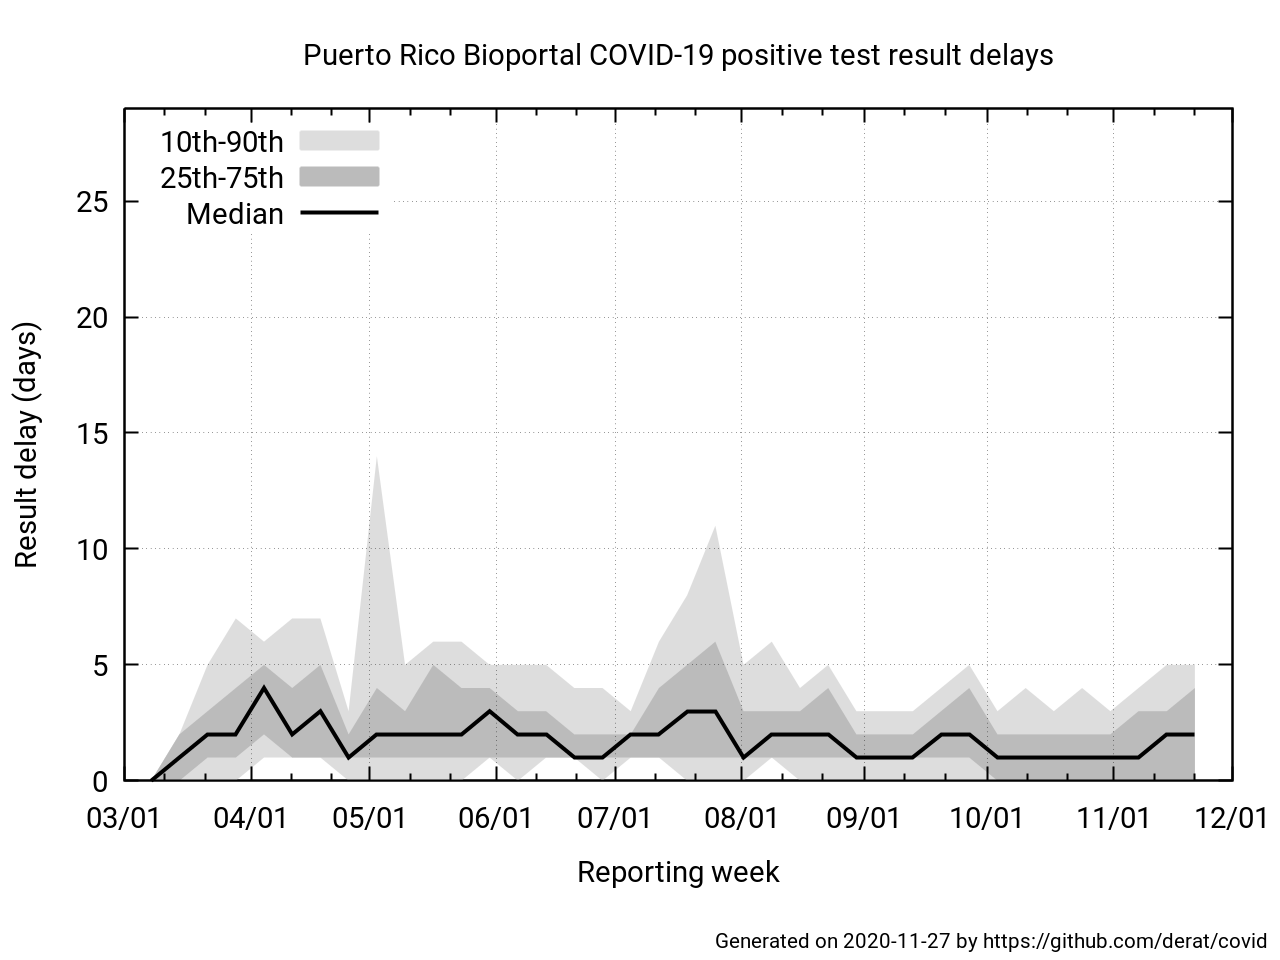 Puerto Rico Bioportal COVID-19 positive test result delays
10th-90th
25th-75th
Median
25
20
15
10
5
0
Result delay (days)
03/01 04/01 05/01 06/01 07/01 08/01 09/01 10/01 11/01 12/01
Reporting week
Generated on 2020-11-27 by https://github.com/derat/covid